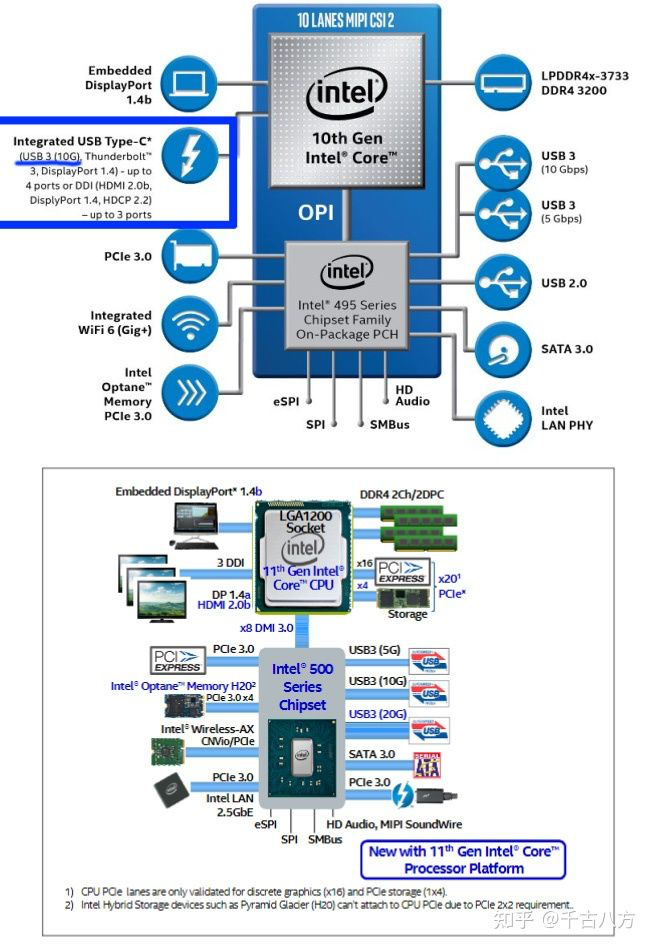 10 LANES MIPI CSI 2
Embedded
DisplayPort
1.4b
intel
10th Gen
Intel® Core™
LPDDR4x-3733
DDR4 3200
Integrated USB Type-C*
(USB 3 (10G), Thunderbolt™
3, DisplayPort 1.4) - up to
4 ports or DDI (HDMI 2.0b,
DisplyPort 1.4, HDCP 2.2)
– up to 3 ports
USB 3
(10 Gbps)
USB 3
(5 Gbps)
OPI
PCIe 3.0
intel
Intel® 495 Series
Chipset Family
On-Package PCH
USB 2.0
Integrated
WiFi 6 (Gig+)
SATA 3.0
Intel
Optane™
Memory
PCIe 3.0
eSPI
SPI
SMBus
HD
Audio
Intel
LAN PHY
Embedded DisplayPort* 1.4b
LGA1200
Socket
intel
11th Gen Intel®
Core™ CPU
DDR4 2Ch/2DPC
3 DDI
DP 1.4a
HDMI 2.0b
x16
PCI
EXPRESS
x4
Storage
x20¹
PCIe*
x8 DMI 3.0
PCI
EXPRESS
PCIe 3.0
Intel® 500
Series
Chipset
intel
USB3 (5G)
USB
Intel® Optane™ Memory H20²
PCIe 3.0 x4
USB3 (10G)
USB
Intel® Wireless-AX
CNVio/PCIe
USB3 (20G)
USB
SATA 3.0
SERIAL
ATA
PCIe 3.0
Intel LAN
2.5GbE
PCIe 3.0
eSPI
SPI
SMBus
HD Audio, MIPI SoundWire
New with 11th Gen Intel® Core™
Processor Platform
1) CPU PCIe lanes are only validated for discrete graphics (x16) and PCIe storage (1x4).
2) Intel Hybrid Storage devices such as Pyramid Glacier (H20) can't attach to CPU PCIe due to PCIe 2x2 requirement..
知乎 @千古八方